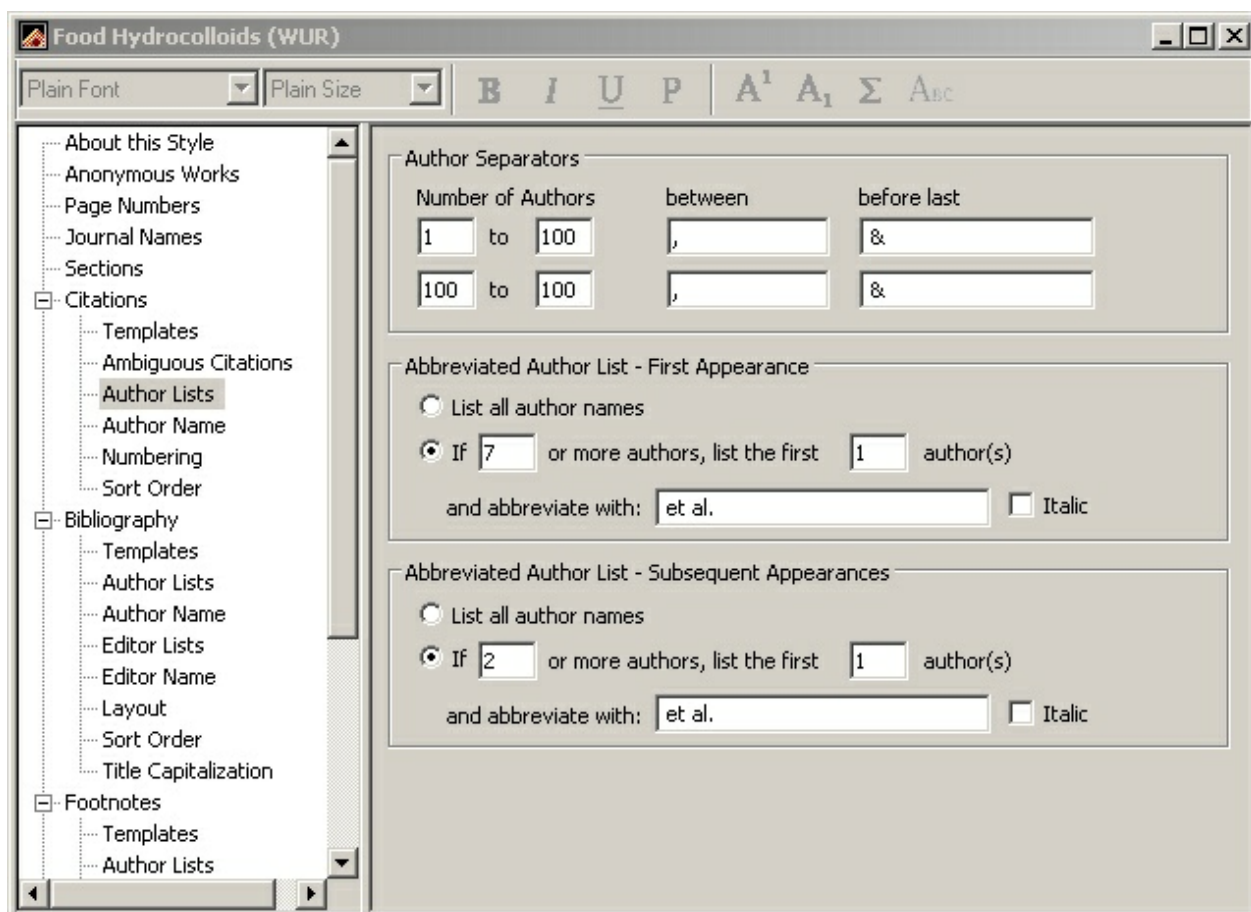 Food Hydrocolloids (WUR)
Plain Font Plain Size B I U P A¹ A₁ Σ ABC
About this Style
Anonymous Works
Page Numbers
Journal Names
Sections
Citations
Templates
Ambiguous Citations
Author Lists
Author Name
Numbering
Sort Order
Bibliography
Templates
Author Lists
Author Name
Editor Lists
Editor Name
Layout
Sort Order
Title Capitalization
Footnotes
Templates
Author Lists
Author Separators
Number of Authors between before last
1 to 100 , &
100 to 100 , &
Abbreviated Author List - First Appearance
List all author names
If 7 or more authors, list the first 1 author(s)
and abbreviate with: et al. Italic
Abbreviated Author List - Subsequent Appearances
List all author names
If 2 or more authors, list the first 1 author(s)
and abbreviate with: et al. Italic